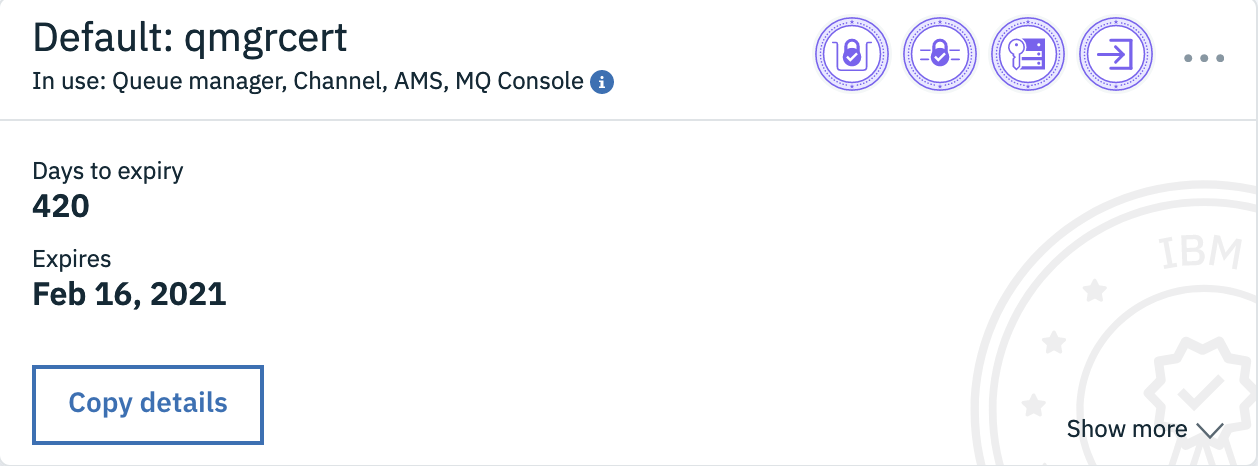 Default: qmgrcert
In use: Queue manager, Channel, AMS, MQ Console
Days to expiry
420
Expires
Feb 16, 2021
IBM
Copy details
Show more